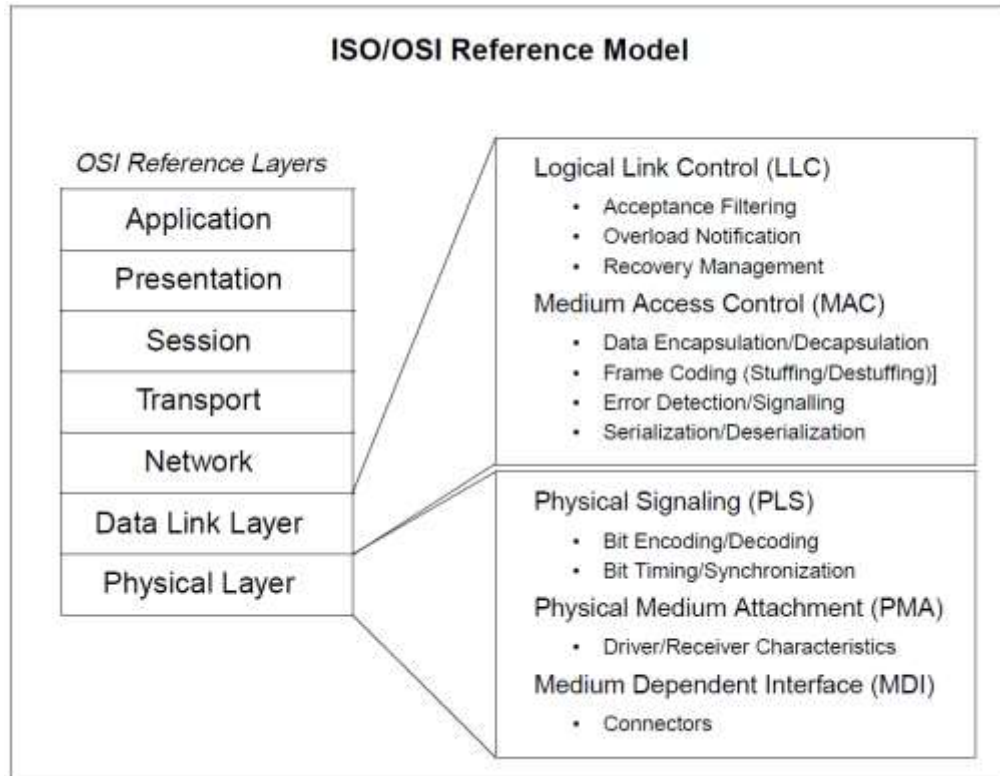 ISO/OSI Reference Model
OSI Reference Layers
Application
Presentation
Session
Transport
Network
Data Link Layer
Physical Layer
Logical Link Control (LLC)
• Acceptance Filtering
• Overload Notification
• Recovery Management
Medium Access Control (MAC)
• Data Encapsulation/Decapsulation
• Frame Coding (Stuffing/Destuffing)]
• Error Detection/Signalling
• Serialization/Deserialization
Physical Signaling (PLS)
• Bit Encoding/Decoding
• Bit Timing/Synchronization
Physical Medium Attachment (PMA)
• Driver/Receiver Characteristics
Medium Dependent Interface (MDI)
• Connectors